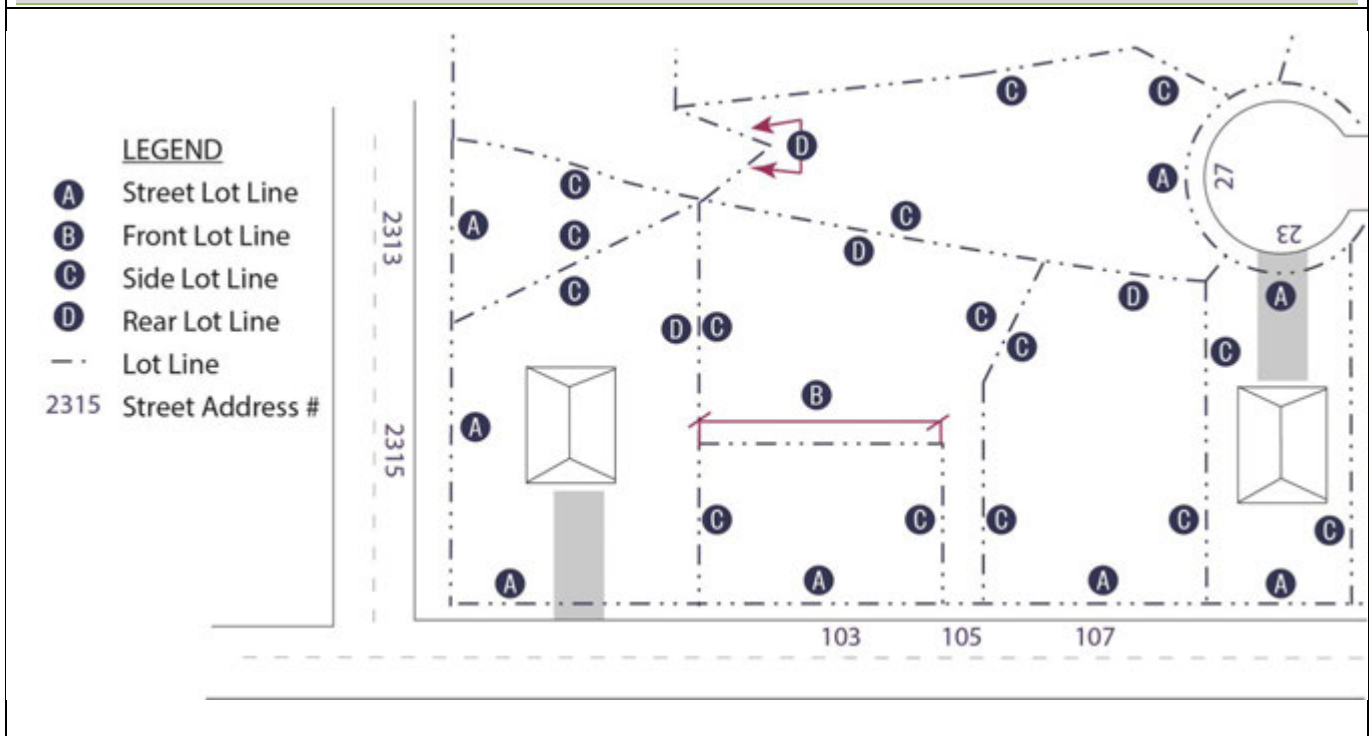 LEGEND
A Street Lot Line
B Front Lot Line
C Side Lot Line
D Rear Lot Line
Lot Line
2315 Street Address #
C
C
D
A
27
C
2313
A
C
C
D
23
C
D
A
D
C
C
C
C
B
A
2315
C
C
C
C
C
A
A
A
A
103
105
107